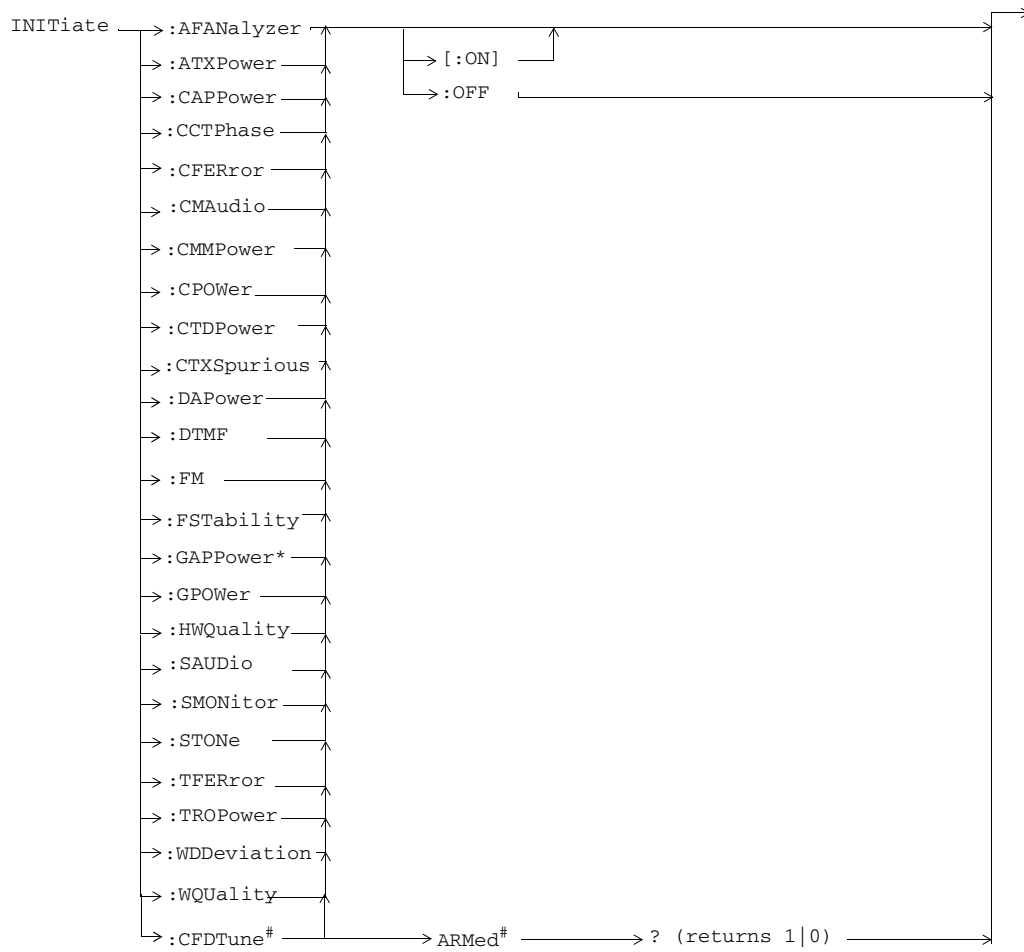 INITiate :AFANalyzer
[:ON]
:ATXPower
:OFF
:CAPPower
:CCTPhase
:CFERror
:CMAudio
:CMMPower
:CPOWer
:CTDPower
:CTXSpurious
:DAPower
:DTMF
:FM
:FSTability
:GAPPower*
:GPOWer
:HWQuality
:SAUDio
:SMONitor
:STONe
:TFERror
:TROPower
:WDDeviation
:WQUality
:CFDTune# ARMed# ? (returns 1|0)